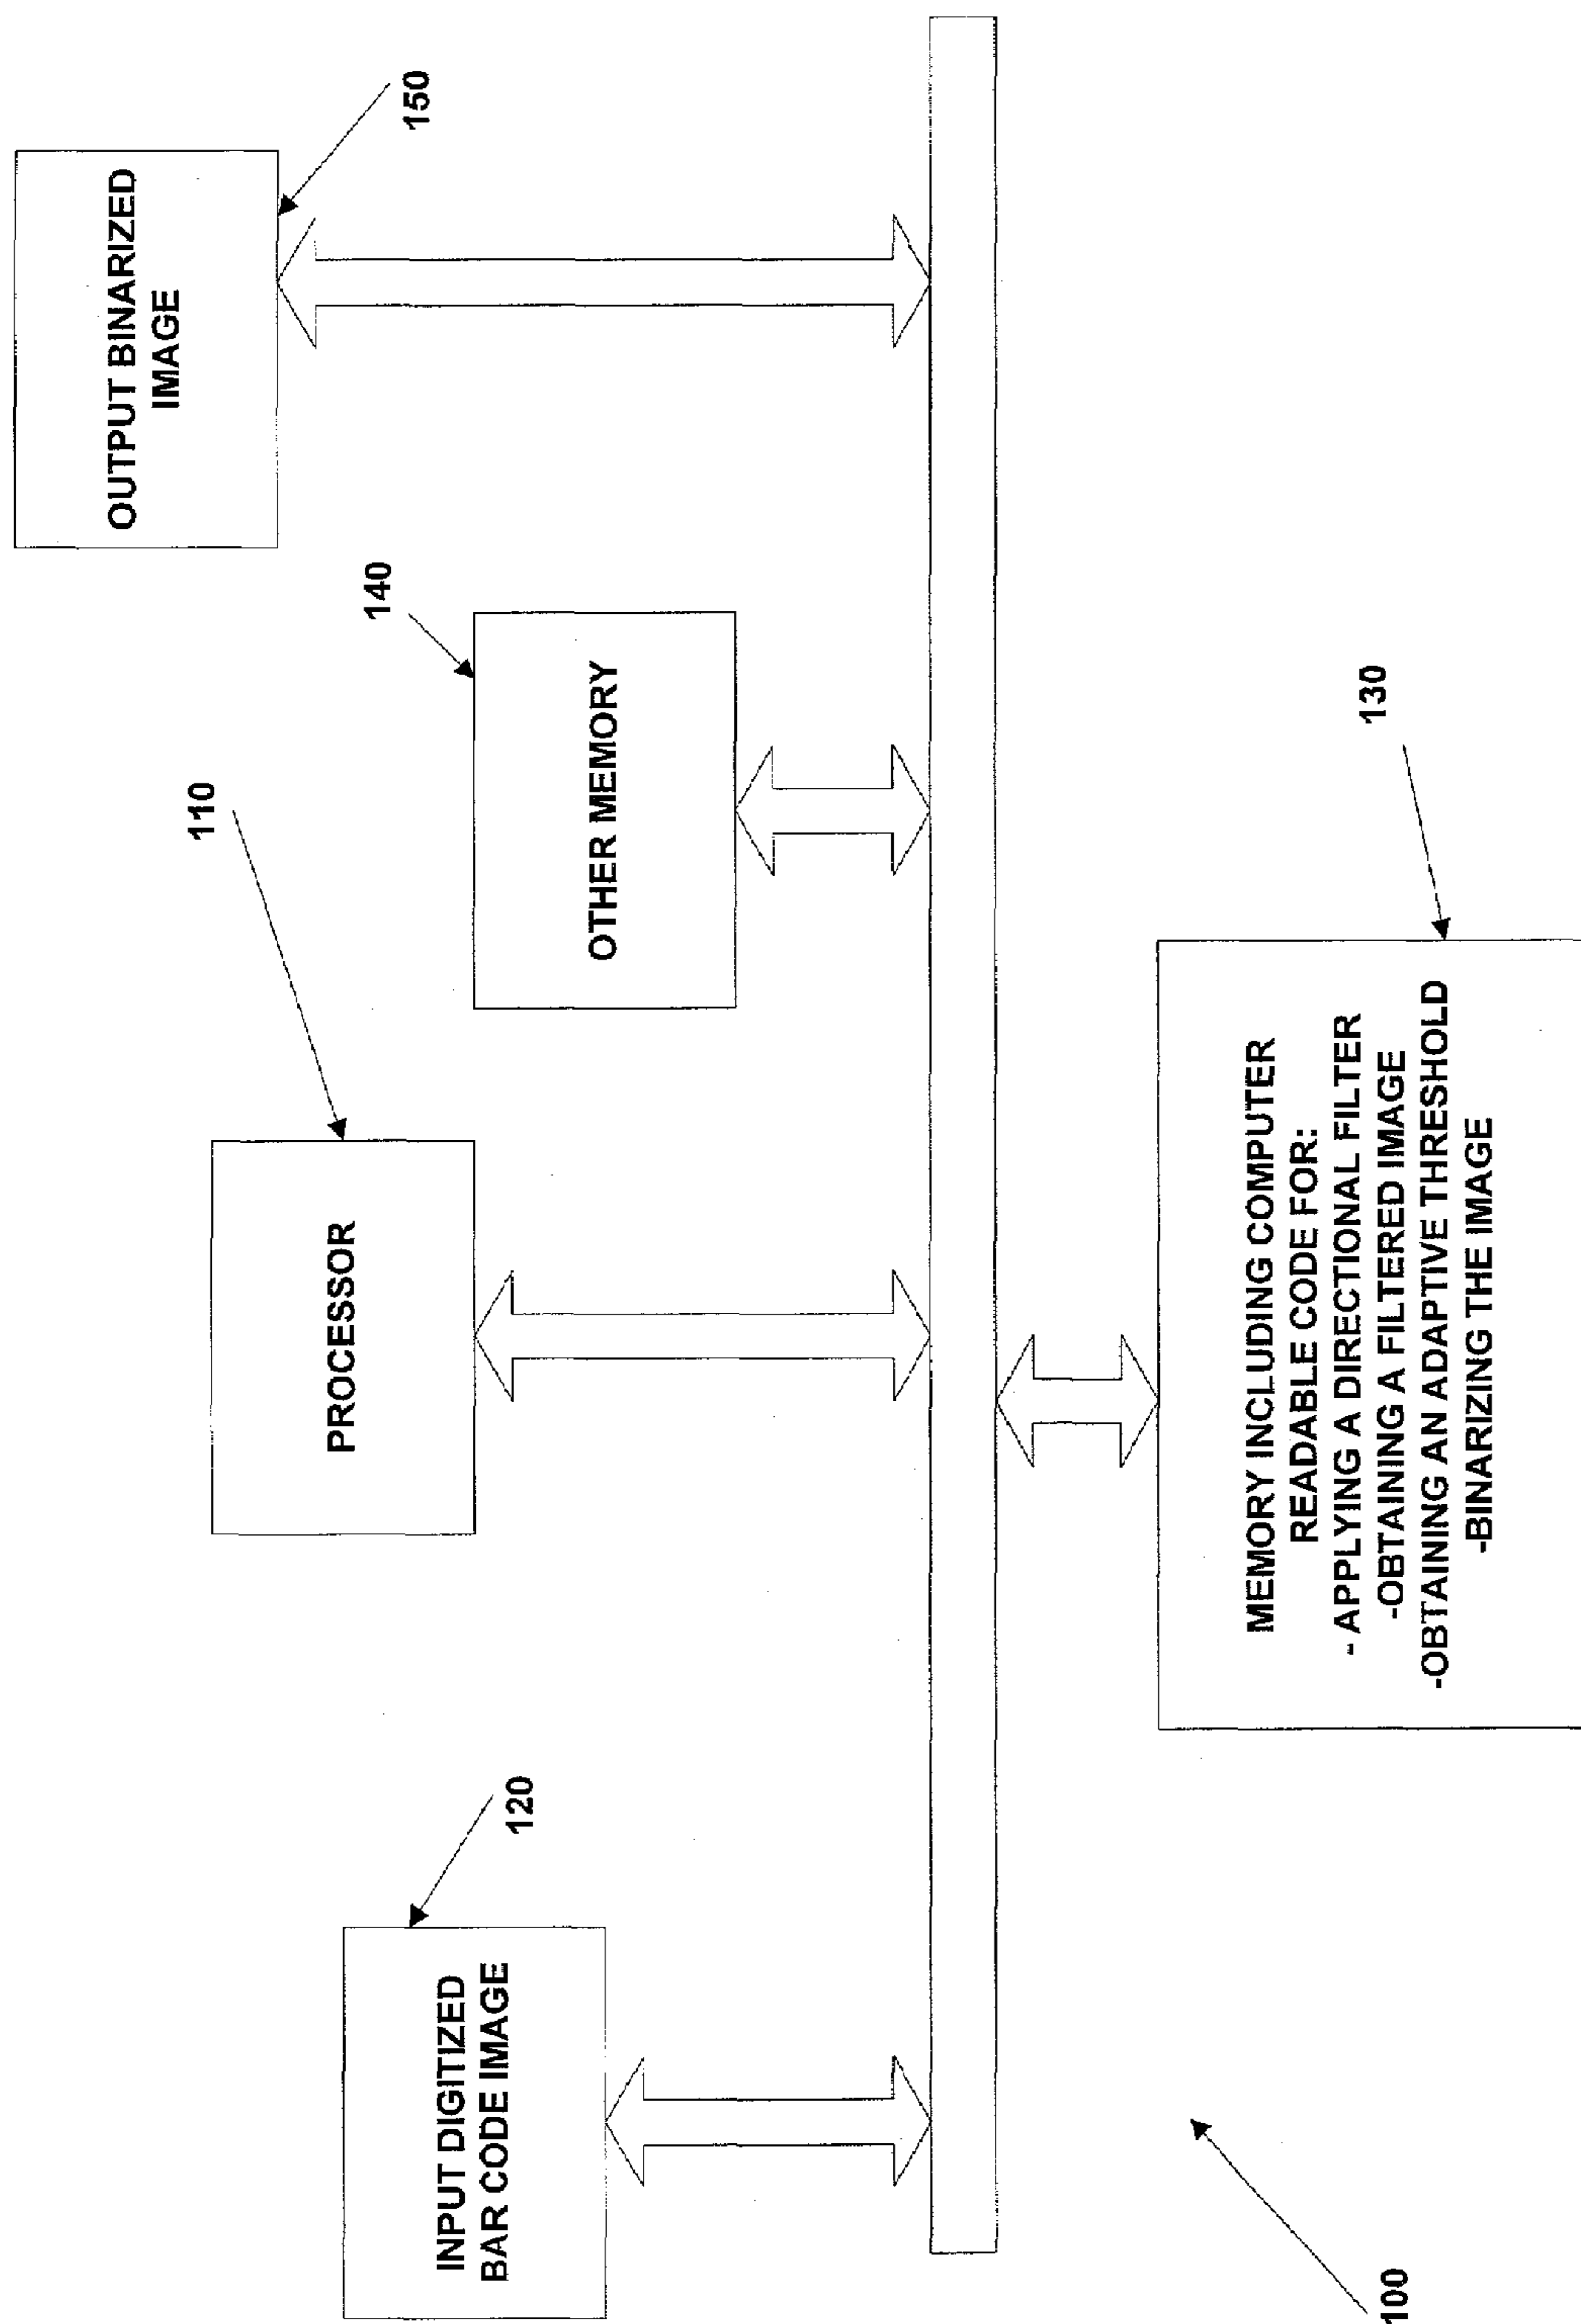 INPUT DIGITIZED
BAR CODE IMAGE
120
PROCESSOR
110
OTHER MEMORY
140
OUTPUT BINARIZED
IMAGE
150
MEMORY INCLUDING COMPUTER
READABLE CODE FOR:
- APPLYING A DIRECTIONAL FILTER
-OBTAINING A FILTERED IMAGE
-OBTAINING AN ADAPTIVE THRESHOLD
-BINARIZING THE IMAGE
130
100